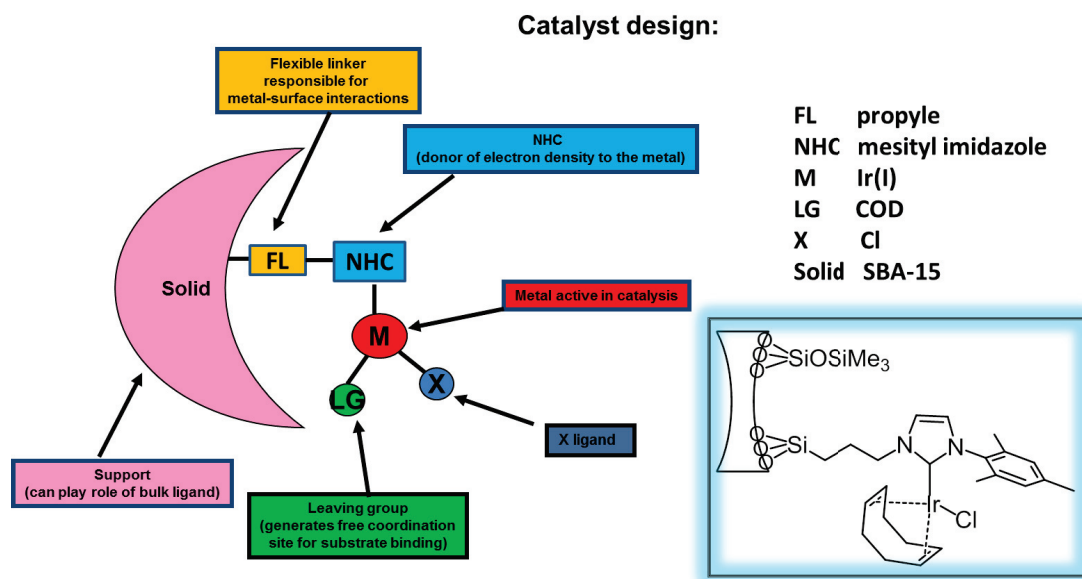 Catalyst design:
Flexible linker
responsible for
metal-surface interactions
NHC
(donor of electron density to the metal)
FL propyle
NHC mesityl imidazole
M Ir(I)
LG COD
X Cl
Solid SBA-15
Solid
FL
NHC
Metal active in catalysis
M
LG
X
X ligand
Support
(can play role of bulk ligand)
Leaving group
(generates free coordination
site for substrate binding)
O
O
O
SiOSiMe3
O
O
O
Si
N
N
Ir
Cl